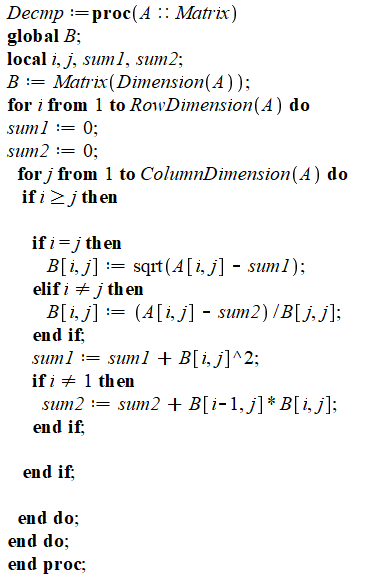 Decmp := proc(A :: Matrix)
global B;
local i, j, sum1, sum2;
B := Matrix(Dimension(A));
for i from 1 to RowDimension(A) do
sum1 := 0;
sum2 := 0;
for j from 1 to ColumnDimension(A) do
if i ≥ j then
if i = j then
B[i, j] := sqrt(A[i, j] - sum1);
elif i ≠ j then
B[i, j] := (A[i, j] - sum2)/B[j, j];
end if;
sum1 := sum1 + B[i, j]^2;
if i ≠ 1 then
sum2 := sum2 + B[i-1, j]*B[i, j];
end if;
end if;
end do;
end do;
end proc;